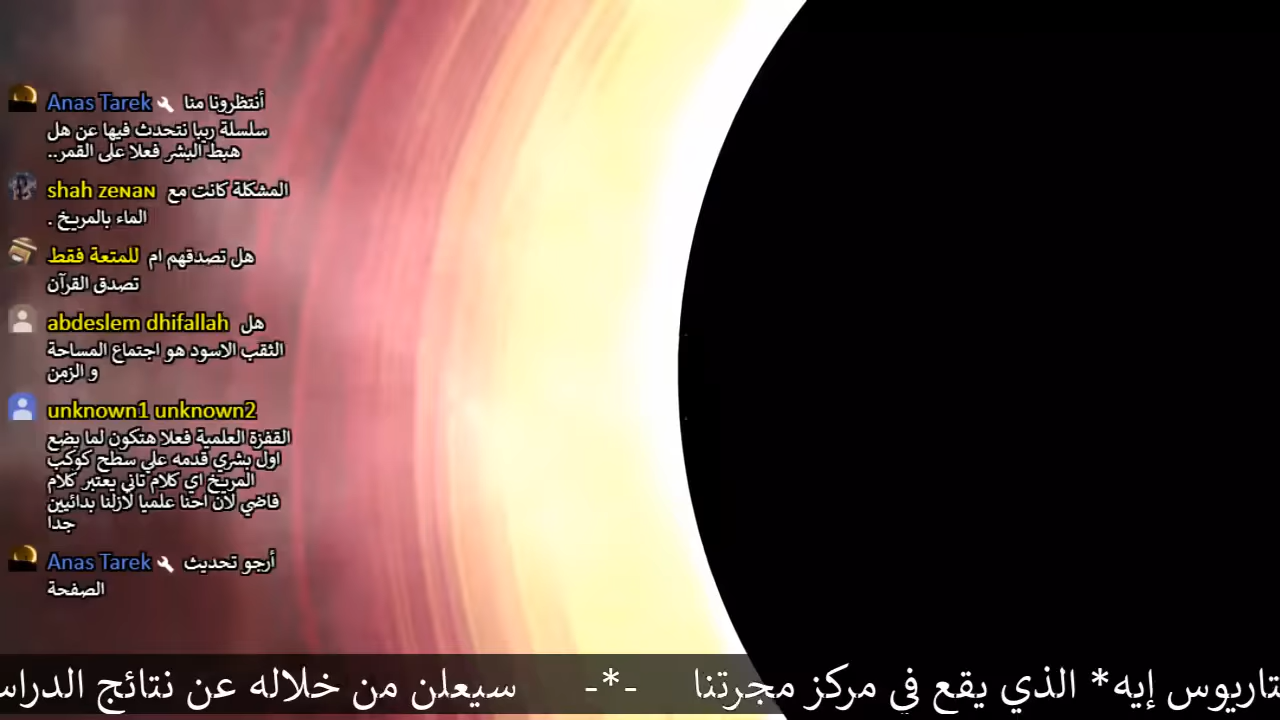 Anas Tarek أنتظرونا منا
سلسلة ريبا نتحدث فيها عن هل
هبط البشر فعلا على القمر..
shah zeNaN المشكلة كانت مع
الماء بالمريخ .
للمتعة فقط هل تصدقهم ام
تصدق القرآن
abdeslem dhifallah هل
الثقب الاسود هو اجتماع المساحة
و الزمن
unknown1 unknown2
القفزة العلمية فعلا هتكون لما يضع
اول بشري قدمه علي سطح كوكب
المريخ اي كلام تاني يعتبر كلام
فاضي لان احنا علميا لازلنا بدائيين
جدا
Anas Tarek أرجو تحديث
الصفحة
تاريوس إيه* الذي يقع في مركز مجرتنا -*- سيعلن من خلاله عن نتائج الدراس